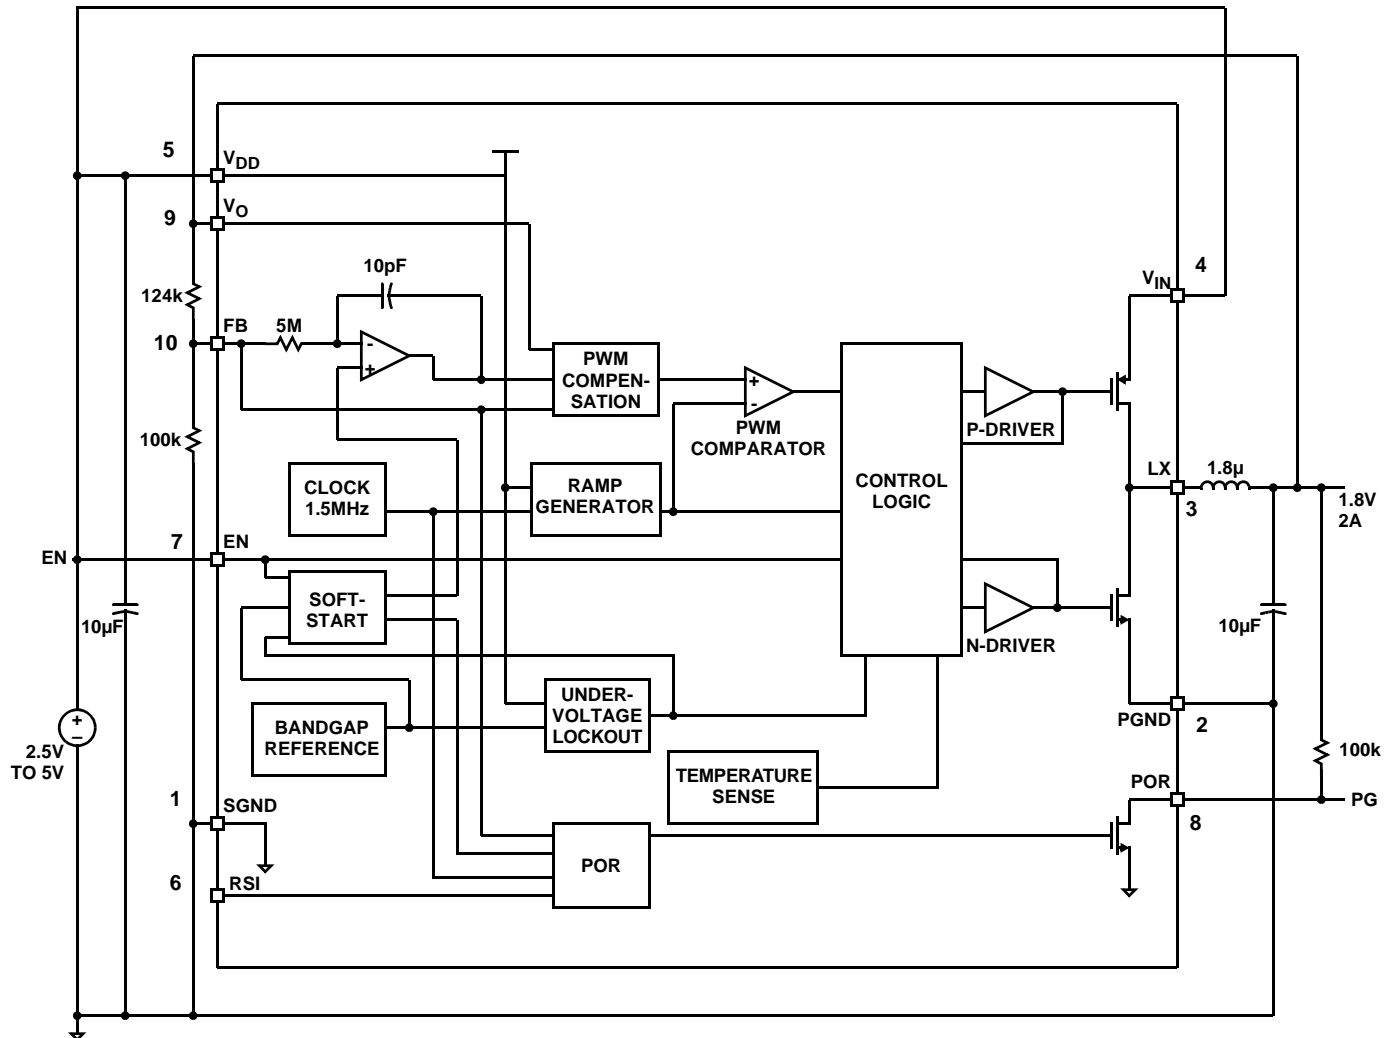 5
VDD
9
VO
10pF
4
VIN
124k
FB
5M
10
-
+
PWM
COMPEN-
SATION
+
-
PWM
COMPARATOR
P-DRIVER
100k
CLOCK
1.5MHz
RAMP
GENERATOR
CONTROL
LOGIC
LX
1.8µ
3
1.8V
2A
7
EN
EN
SOFT-
START
10µF
10µF
N-DRIVER
UNDER-
VOLTAGE
LOCKOUT
BANDGAP
REFERENCE
PGND
2
+
–
2.5V
TO 5V
TEMPERATURE
SENSE
100k
POR
PG
8
1
SGND
6
RSI
POR